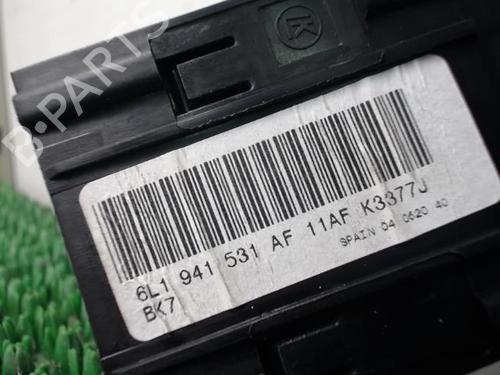 B-PARTS
K
6L1 941 531 AF 11AF K3377J
BK7
SPAIN 04 0620 40